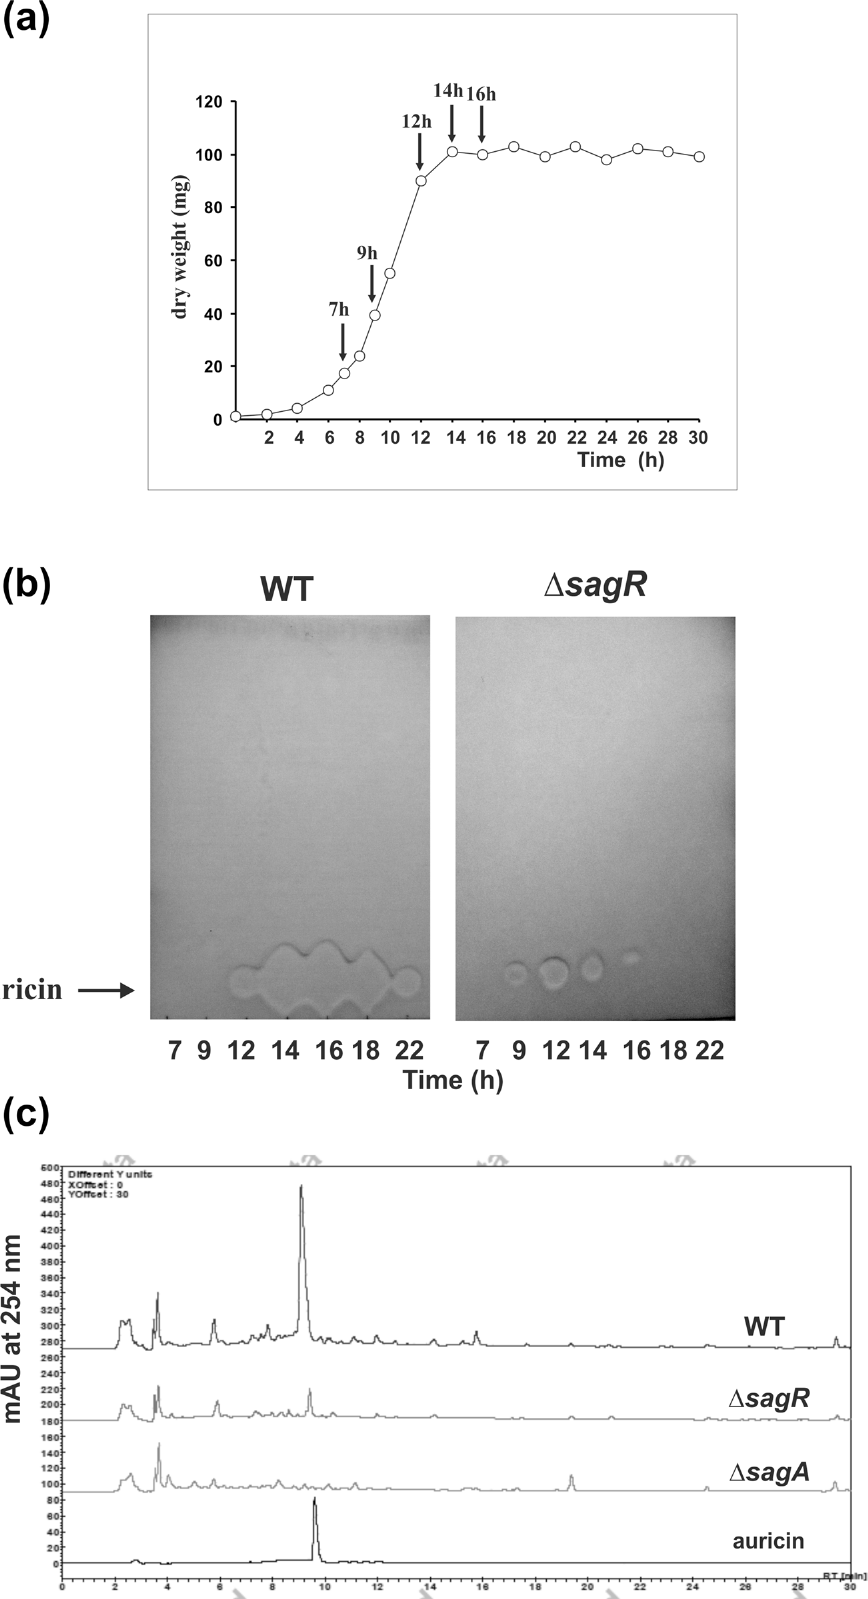 (a)
14h 16h
12h
9h
7h
dry weight (mg)
120
100
80
60
40
20
0
2 4 6 8 10 12 14 16 18 20 22 24 26 28 30
Time (h)
(b)
WT ΔsagR
ricin
7 9 12 14 16 18 22 7 9 12 14 16 18 22
Time (h)
(c)
mAU at 254 nm
Different Y units
XOffset : 0
YOffset : 30
600
480
460
440
420
400
380
360
340
320
300
280
WT
260
240
220
200
180
ΔsagR
160
140
120
100
ΔsagA
80
60
40
20
0
auricin
RT [min]
0 2 4 6 8 10 12 14 16 18 20 22 24 26 28 30